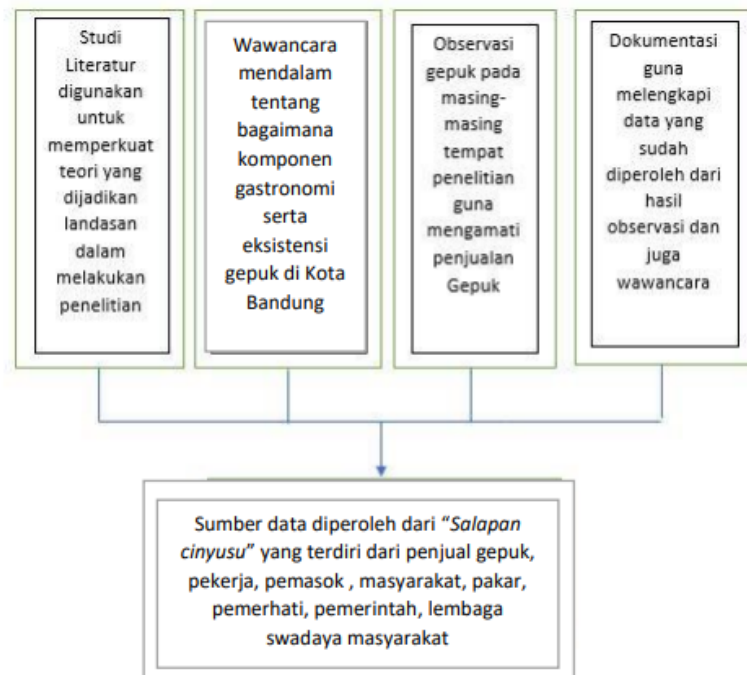 Studi
Literatur
digunakan
untuk
memperkuat
teori yang
dijadikan
landasan
dalam
melakukan
penelitian
Wawancara
mendalam
tentang
bagaimana
komponen
gastronomi
serta
eksistensi
gepuk di Kota
Bandung
Observasi
gepuk pada
masing-
masing
tempat
penelitian
guna
mengamati
penjualan
Gepuk
Dokumentasi
guna
melengkapi
data yang
sudah
diperoleh dari
hasil
observasi dan
juga
wawancara
Sumber data diperoleh dari “Salapan
cinyusu” yang terdiri dari penjual gepuk,
pekerja, pemasok , masyarakat, pakar,
pemerhati, pemerintah, lembaga
swadaya masyarakat